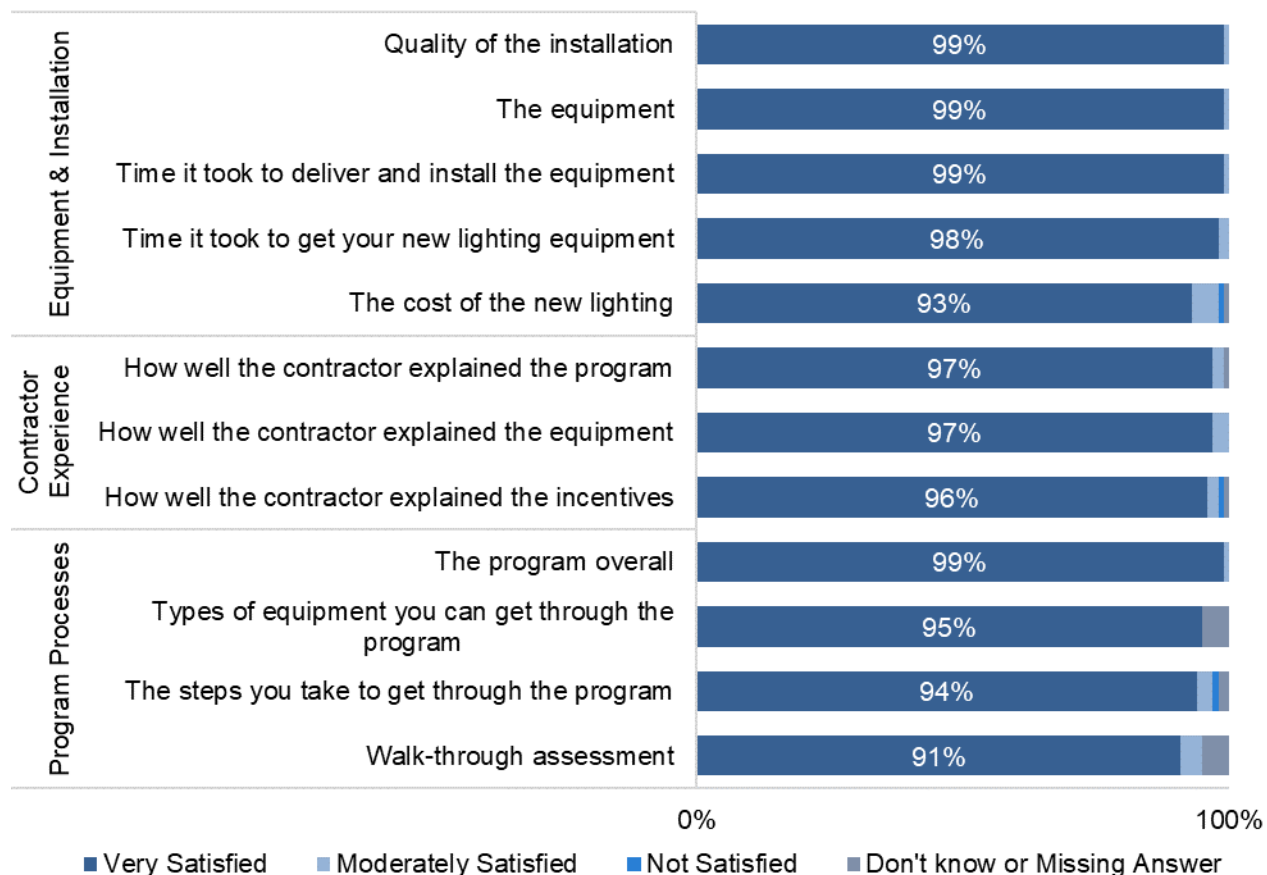 Equipment & Installation
Quality of the installation
99%
The equipment
99%
Time it took to deliver and install the equipment
99%
Time it took to get your new lighting equipment
98%
The cost of the new lighting
93%
Contractor
Experience
How well the contractor explained the program
97%
How well the contractor explained the equipment
97%
How well the contractor explained the incentives
96%
Program Processes
The program overall
99%
Types of equipment you can get through the
program
95%
The steps you take to get through the program
94%
Walk-through assessment
91%
0% 100%
Very Satisfied Moderately Satisfied Not Satisfied Don't know or Missing Answer